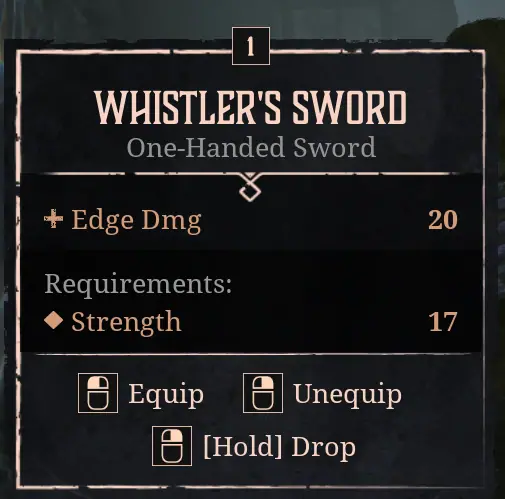 1
WHISTLER'S SWORD
One-Handed Sword
Edge Dmg 20
Requirements:
Strength 17
Equip Unequip
[Hold] Drop